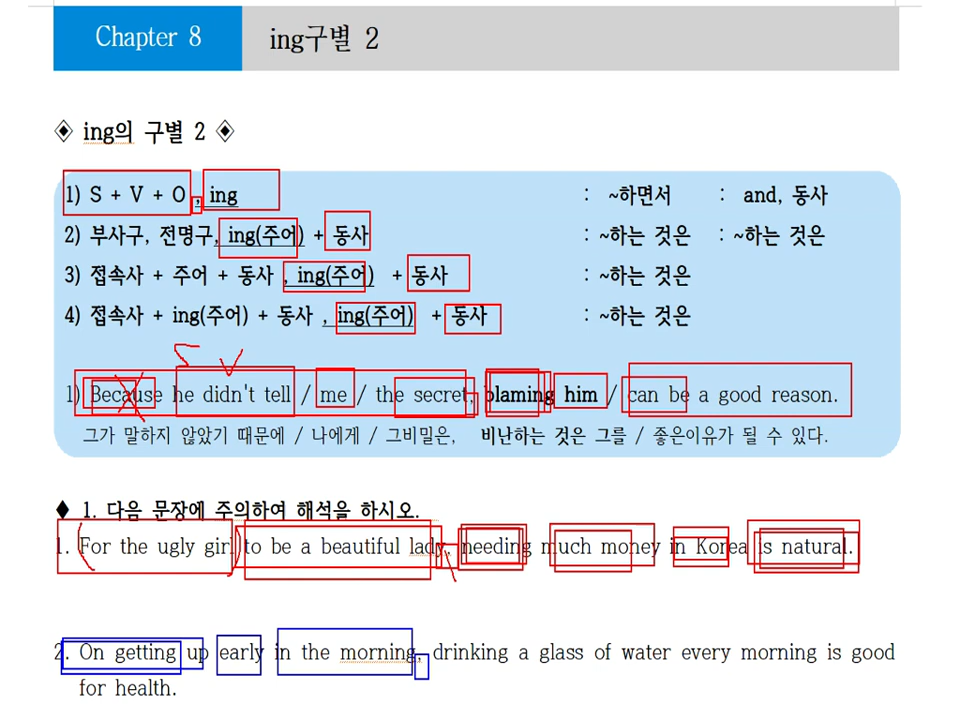 Chapter 8 ing구별 2
◈ ing의 구별 2 ◈
1) S + V + O , ing : ~하면서 : and, 동사
2) 부사구, 전명구, ing(주어) + 동사 : ~하는 것은 : ~하는 것은
3) 접속사 + 주어 + 동사 , ing(주어) + 동사 : ~하는 것은
4) 접속사 + ing(주어) + 동사 , ing(주어) + 동사 : ~하는 것은
1) Because he didn't tell / me / the secret, blaming him / can be a good reason.
그가 말하지 않았기 때문에 / 나에게 / 그비밀은, 비난하는 것은 그를 / 좋은이유가 될 수 있다.
♦ 1. 다음 문장에 주의하여 해석을 하시오.
1. For the ugly girl to be a beautiful lady, needing much money in Korea is natural.
2. On getting up early in the morning, drinking a glass of water every morning is good
for health.